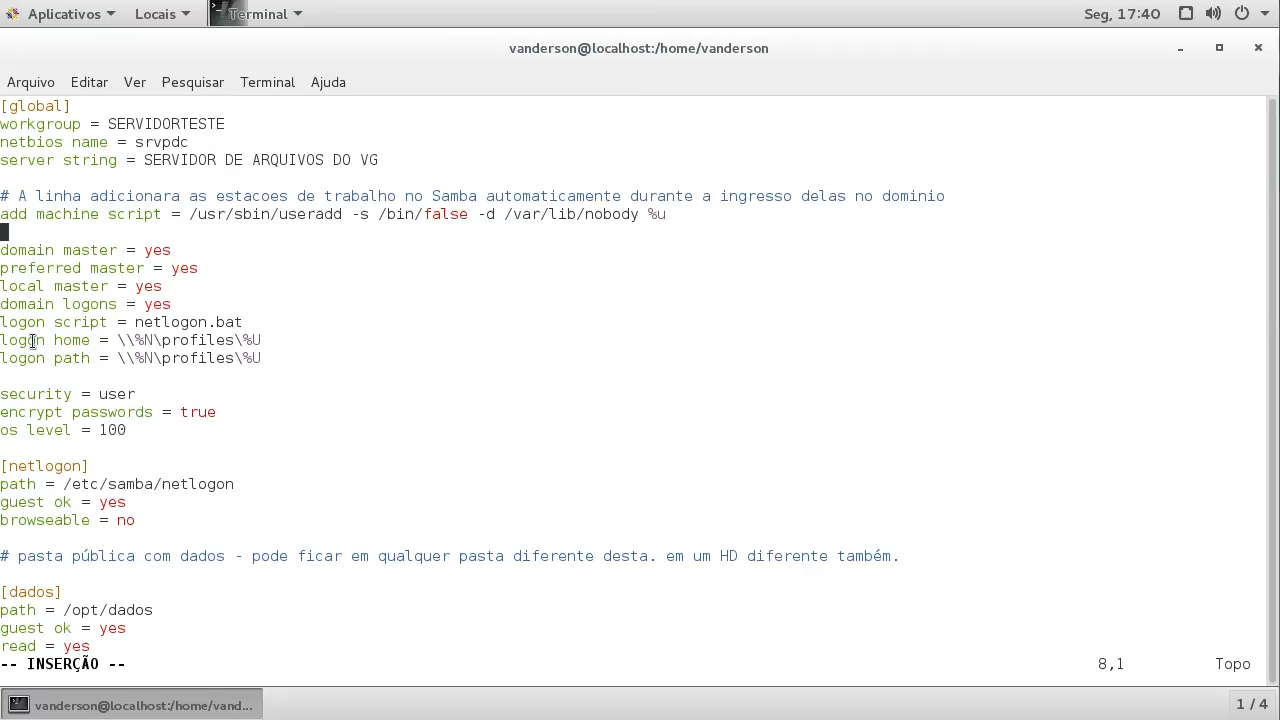 Aplicativos Locais Terminal Seg, 17:40
vanderson@localhost:/home/vanderson
Arquivo Editar Ver Pesquisar Terminal Ajuda
[global]
workgroup = SERVIDORTESTE
netbios name = srvpdc
server string = SERVIDOR DE ARQUIVOS DO VG
# A linha adicionara as estacoes de trabalho no Samba automaticamente durante a ingresso delas no dominio
add machine script = /usr/sbin/useradd -s /bin/false -d /var/lib/nobody %u
domain master = yes
preferred master = yes
local master = yes
domain logons = yes
logon script = netlogon.bat
logon home = \\%N\profiles\%U
logon path = \\%N\profiles\%U
security = user
encrypt passwords = true
os level = 100
[netlogon]
path = /etc/samba/netlogon
guest ok = yes
browseable = no
# pasta pública com dados - pode ficar em qualquer pasta diferente desta. em um HD diferente também.
[dados]
path = /opt/dados
guest ok = yes
read = yes
-- INSERÇÃO -- 8,1 Topo
vanderson@localhost:/home/vand... 1 / 4